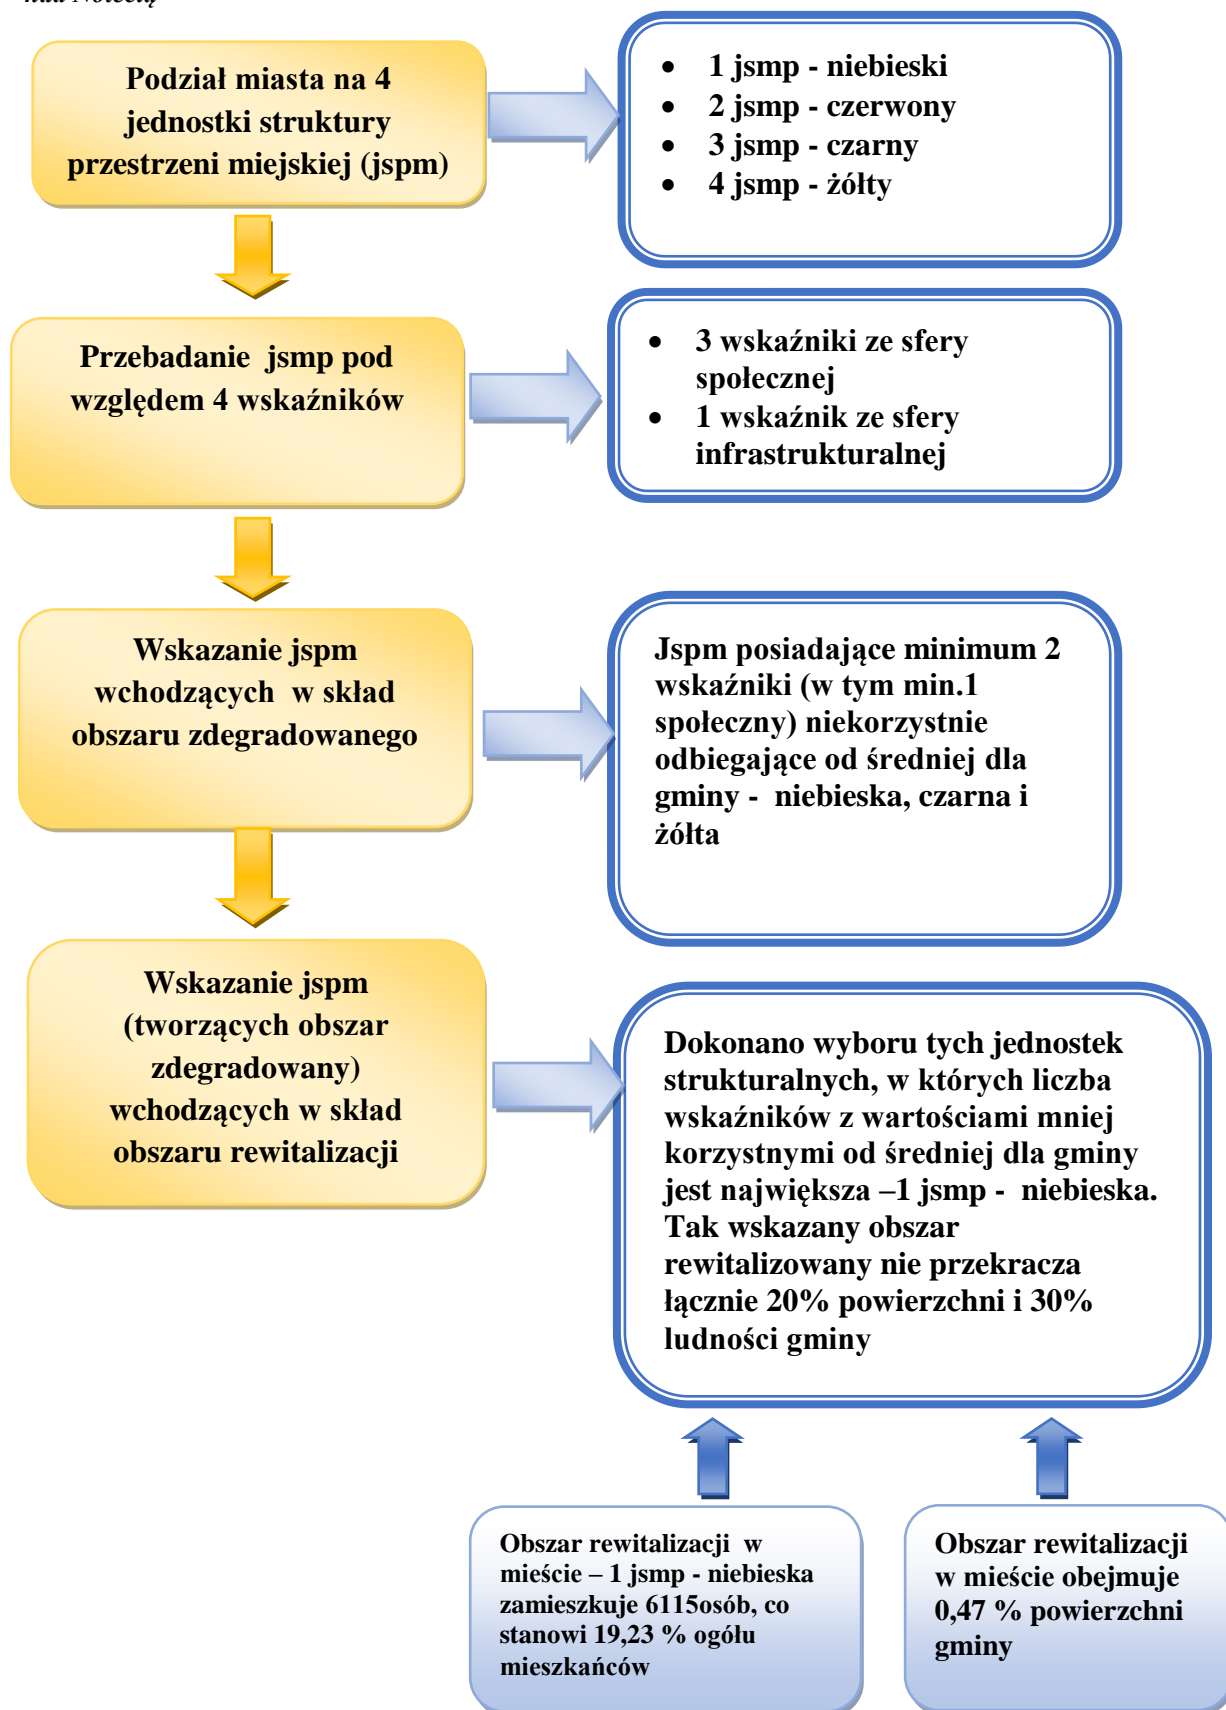 nad Notecią
Podział miasta na 4
jednostki struktury
przestrzeni miejskiej (jspm)
• 1 jsmp - niebieski
• 2 jsmp - czerwony
• 3 jsmp - czarny
• 4 jsmp - żółty
Przebadanie jsmp pod
względem 4 wskaźników
• 3 wskaźniki ze sfery
społecznej
• 1 wskaźnik ze sfery
infrastrukturalnej
Wskazanie jspm
wchodzących w skład
obszaru zdegradowanego
Jspm posiadające minimum 2
wskaźniki (w tym min.1
społeczny) niekorzystnie
odbiegające od średniej dla
gminy - niebieska, czarna i
żółta
Wskazanie jspm
(tworzących obszar
zdegradowany)
wchodzących w skład
obszaru rewitalizacji
Dokonano wyboru tych jednostek
strukturalnych, w których liczba
wskaźników z wartościami mniej
korzystnymi od średniej dla gminy
jest największa –1 jsmp - niebieska.
Tak wskazany obszar
rewitalizowany nie przekracza
łącznie 20% powierzchni i 30%
ludności gminy
Obszar rewitalizacji w
mieście – 1 jsmp - niebieska
zamieszkuje 6115osób, co
stanowi 19,23 % ogółu
mieszkańców
Obszar rewitalizacji
w mieście obejmuje
0,47 % powierzchni
gminy